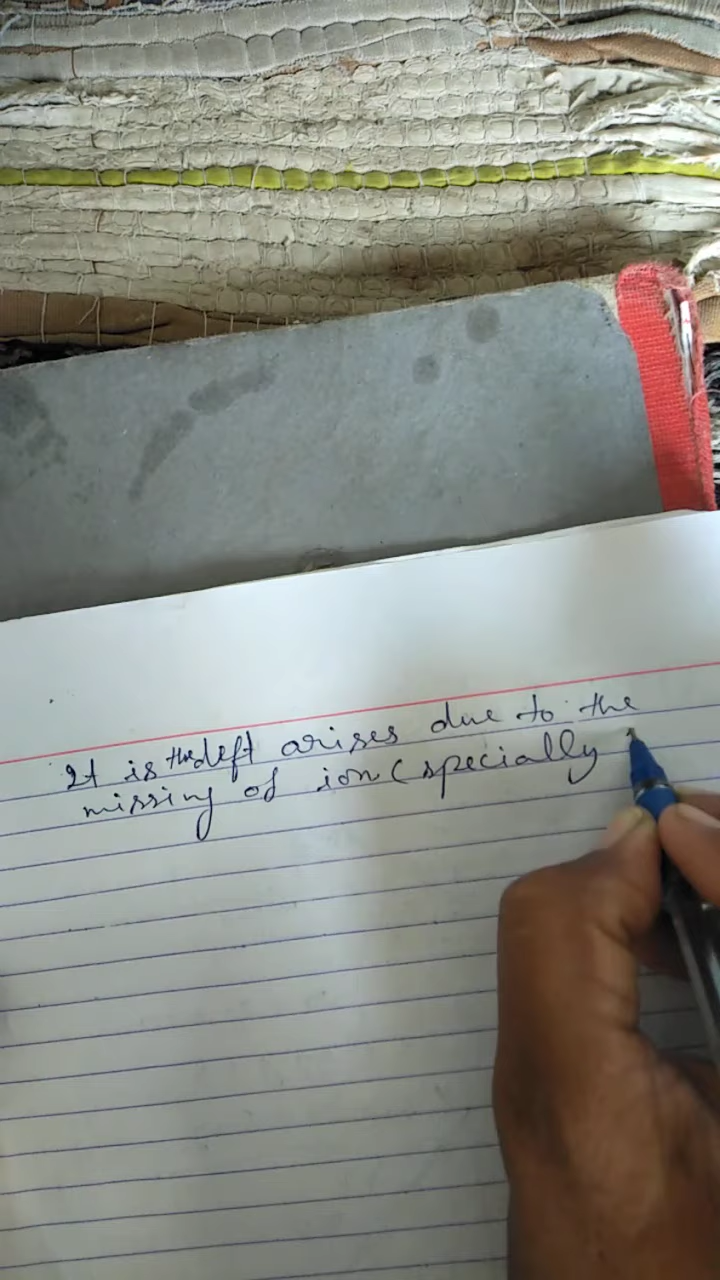 It is the deft arises due to the
missing of ion ( specially